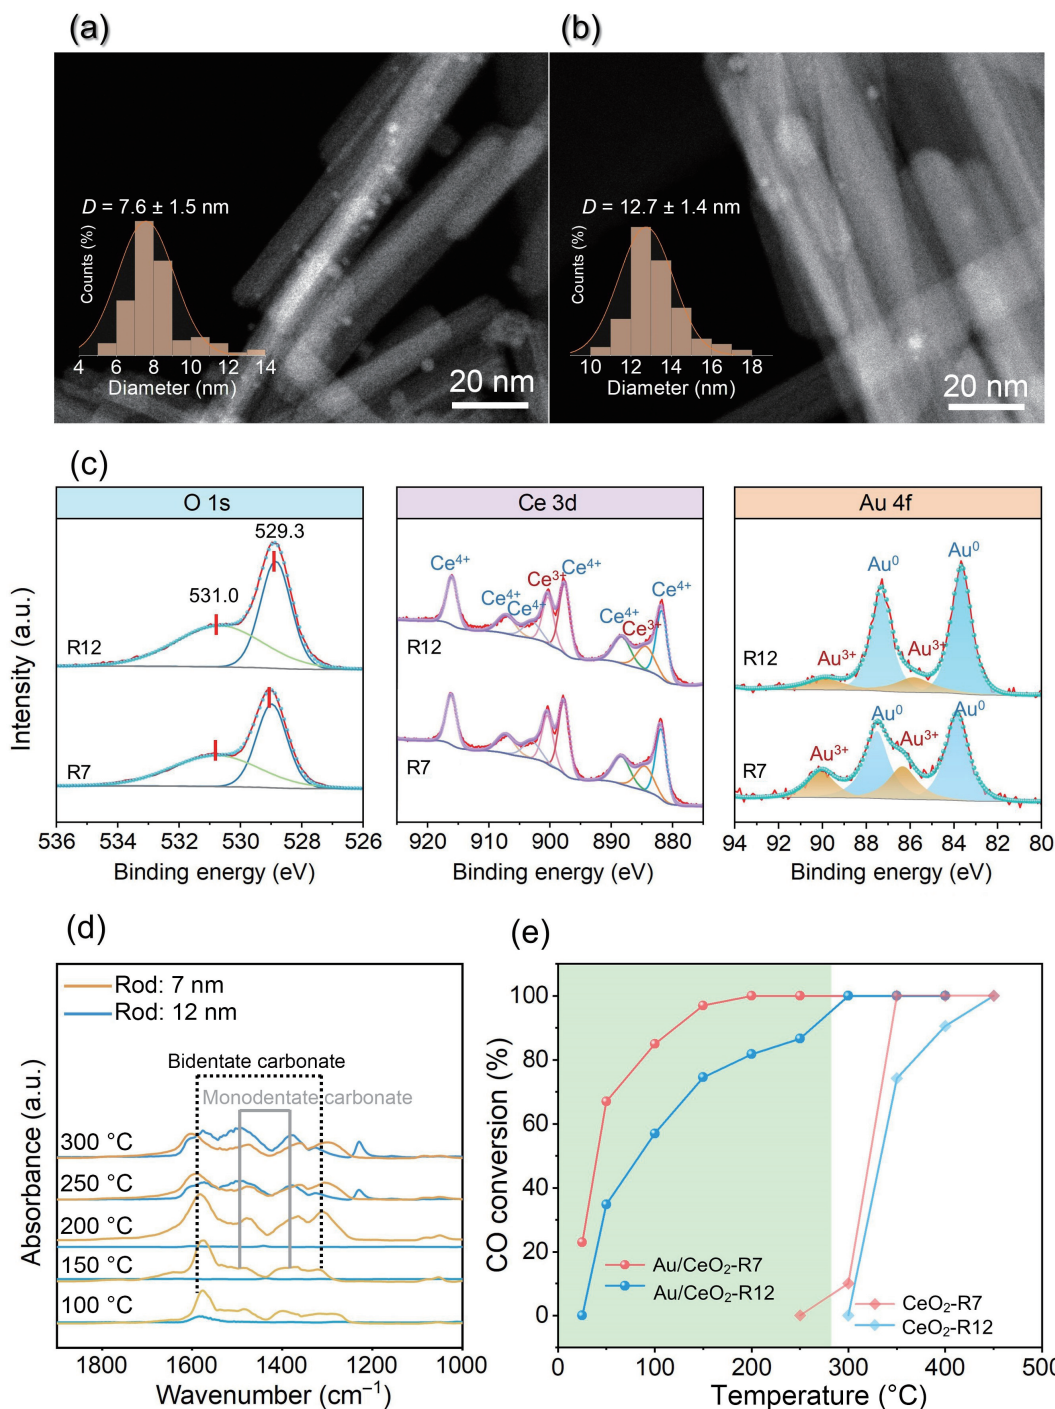 (a)
(b)
D = 7.6 ± 1.5 nm
Counts (%)
4 6 8 10 12 14
Diameter (nm)
20 nm
D = 12.7 ± 1.4 nm
Counts (%)
10 12 14 16 18
Diameter (nm)
20 nm
(c)
Intensity (a.u.)
O 1s
529.3
531.0
R12
R7
536 534 532 530 528 526
Binding energy (eV)
Ce 3d
Ce⁴⁺
Ce⁴⁺
Ce⁴⁺
Ce³⁺
Ce⁴⁺
Ce⁴⁺
Ce³⁺
Ce⁴⁺
R12
R7
920 910 900 890 880
Binding energy (eV)
Au 4f
Au⁰
Au⁰
Au³⁺
Au³⁺
R12
Au⁰
Au⁰
Au³⁺
Au³⁺
R7
94 92 90 88 86 84 82 80
Binding energy (eV)
(d)
Absorbance (a.u.)
Rod: 7 nm
Rod: 12 nm
Bidentate carbonate
Monodentate carbonate
300 °C
250 °C
200 °C
150 °C
100 °C
1800 1600 1400 1200 1000
Wavenumber (cm⁻¹)
(e)
CO conversion (%)
100
80
60
40
20
0
Au/CeO₂-R7
Au/CeO₂-R12
CeO₂-R7
CeO₂-R12
0 100 200 300 400 500
Temperature (°C)